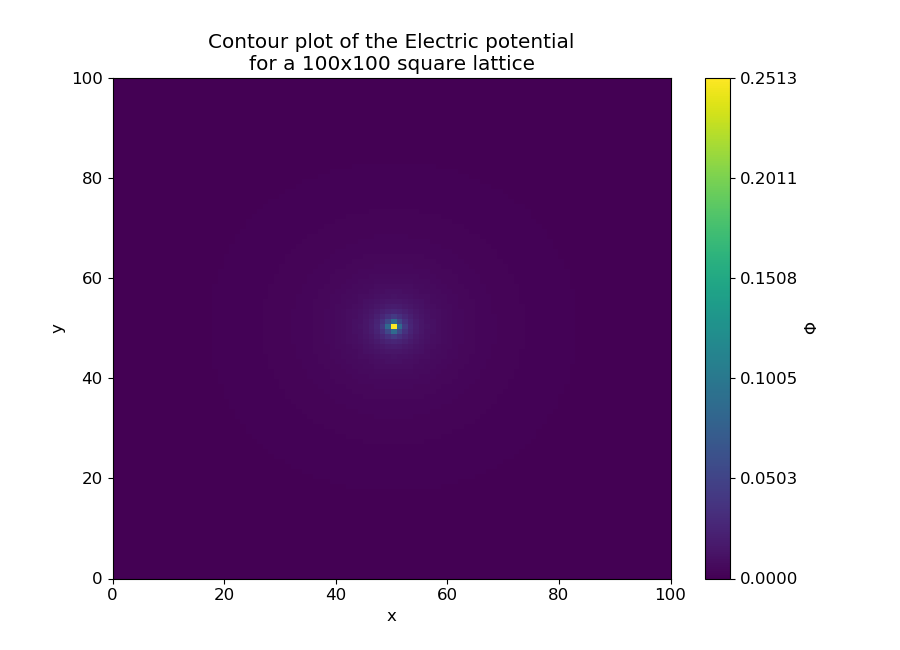 Contour plot of the Electric potential
for a 100x100 square lattice
100
80
60
40
20
0
y
0 20 40 60 80 100
x
0.2513
0.2011
0.1508
0.1005
0.0503
0.0000
Φ